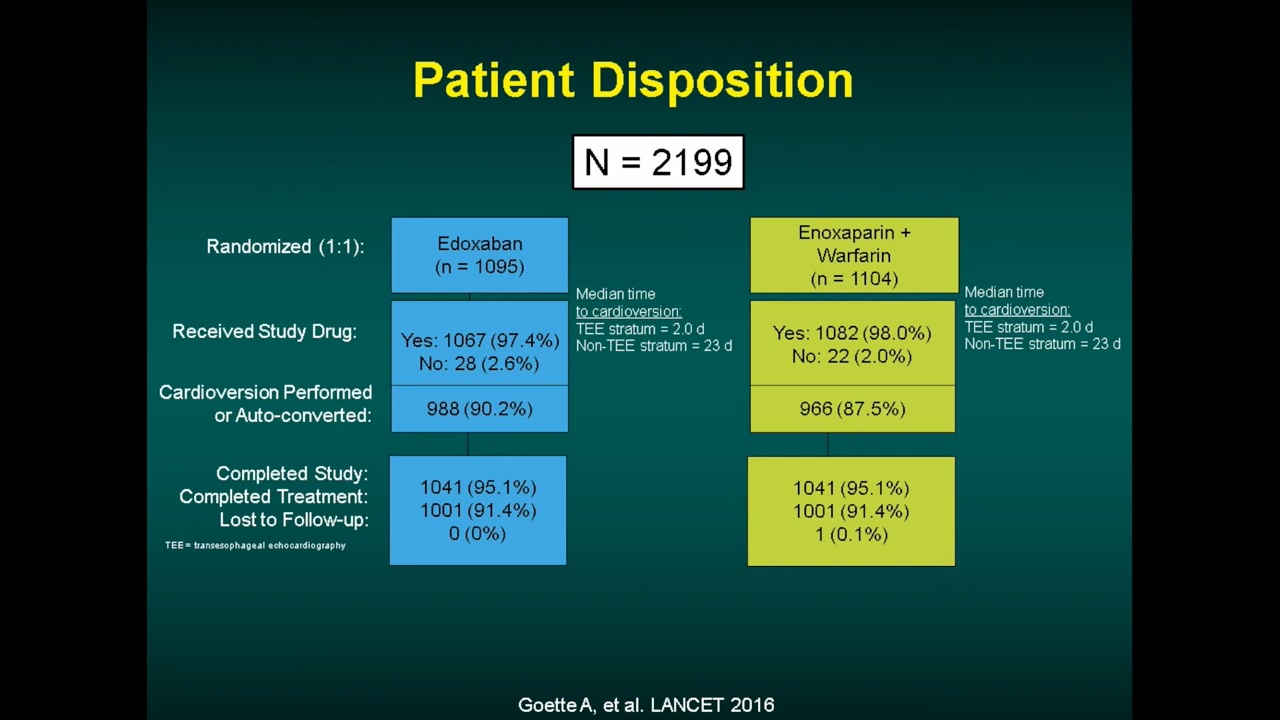 Patient Disposition
N = 2199
Randomized (1:1):
Edoxaban
(n = 1095)
Enoxaparin +
Warfarin
(n = 1104)
Median time
to cardioversion:
TEE stratum = 2.0 d
Non-TEE stratum = 23 d
Median time
to cardioversion:
TEE stratum = 2.0 d
Non-TEE stratum = 23 d
Received Study Drug:
Yes: 1067 (97.4%)
No: 28 (2.6%)
Yes: 1082 (98.0%)
No: 22 (2.0%)
Cardioversion Performed
or Auto-converted:
988 (90.2%)
966 (87.5%)
Completed Study:
Completed Treatment:
Lost to Follow-up:
1041 (95.1%)
1001 (91.4%)
0 (0%)
1041 (95.1%)
1001 (91.4%)
1 (0.1%)
TEE = transesophageal echocardiography
Goette A, et al. LANCET 2016